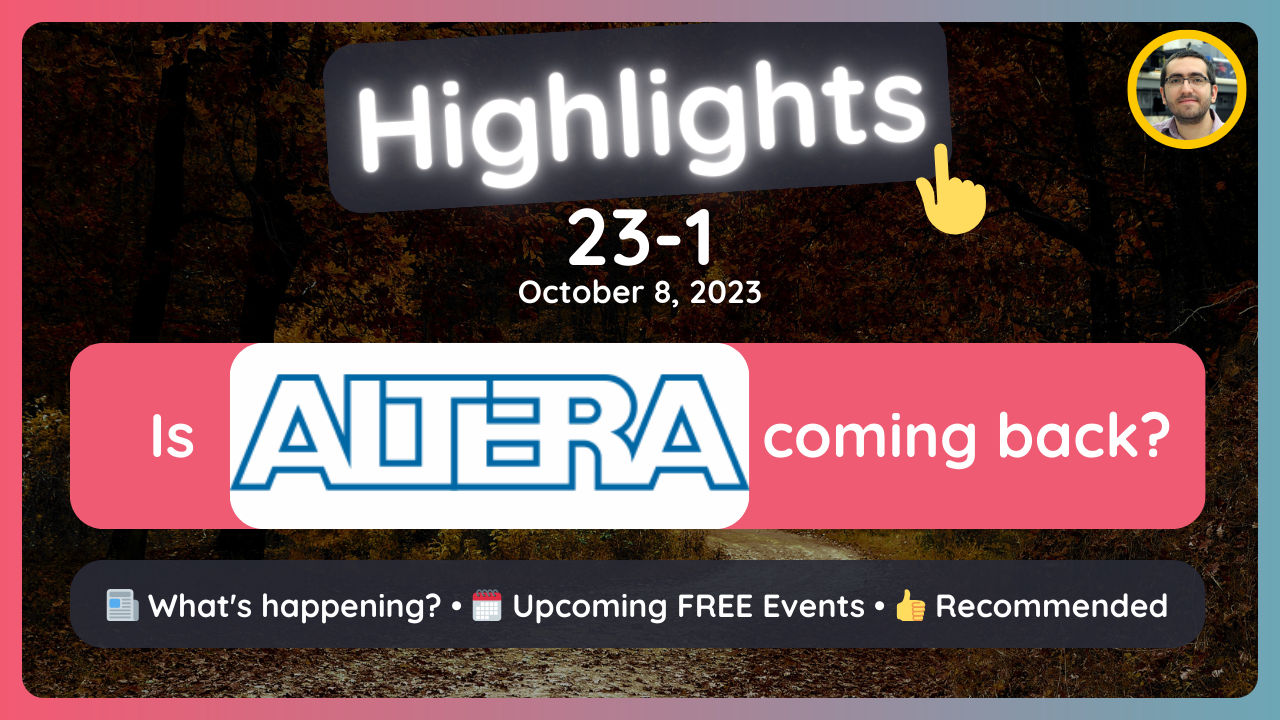 Highlights
23-1
October 8, 2023
Is ALTERA coming back?
What's happening? • Upcoming FREE Events • Recommended